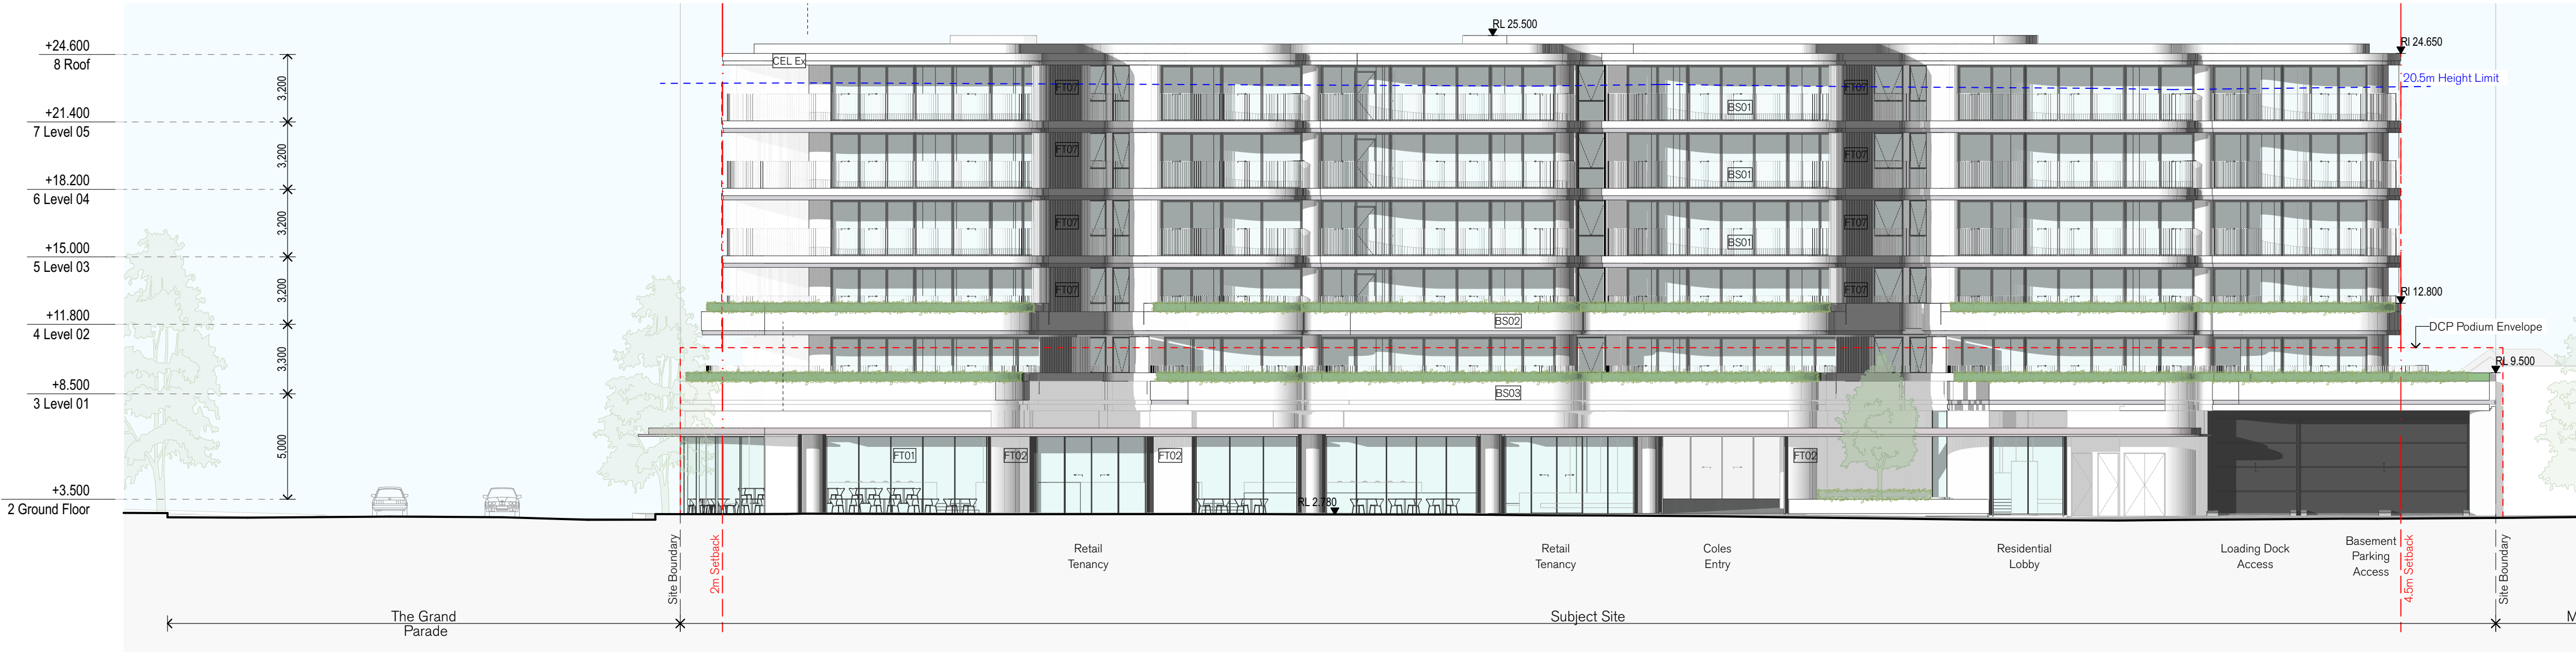 RL 25.500
+24.600
8 Roof
RI 24.650
CEL Ex
20.5m Height Limit
3,200
FT07
FT07
BS01
+21.400
7 Level 05
3,200
FT07
FT07
BS01
+18.200
6 Level 04
3,200
FT07
FT07
BS01
+15.000
5 Level 03
3,200
FT07
FT07
RI 12.800
+11.800
4 Level 02
BS02
DCP Podium Envelope
3,300
RL 9.500
+8.500
3 Level 01
BS03
5,000
FT01
FT02
FT02
FT02
+3.500
2 Ground Floor
RL 2.780
Site Boundary
2m Setback
Retail
Tenancy
Retail
Tenancy
Coles
Entry
Residential
Lobby
Loading Dock
Access
Basement
Parking
Access
4.5m Setback
Site Boundary
The Grand
Parade
Subject Site
M